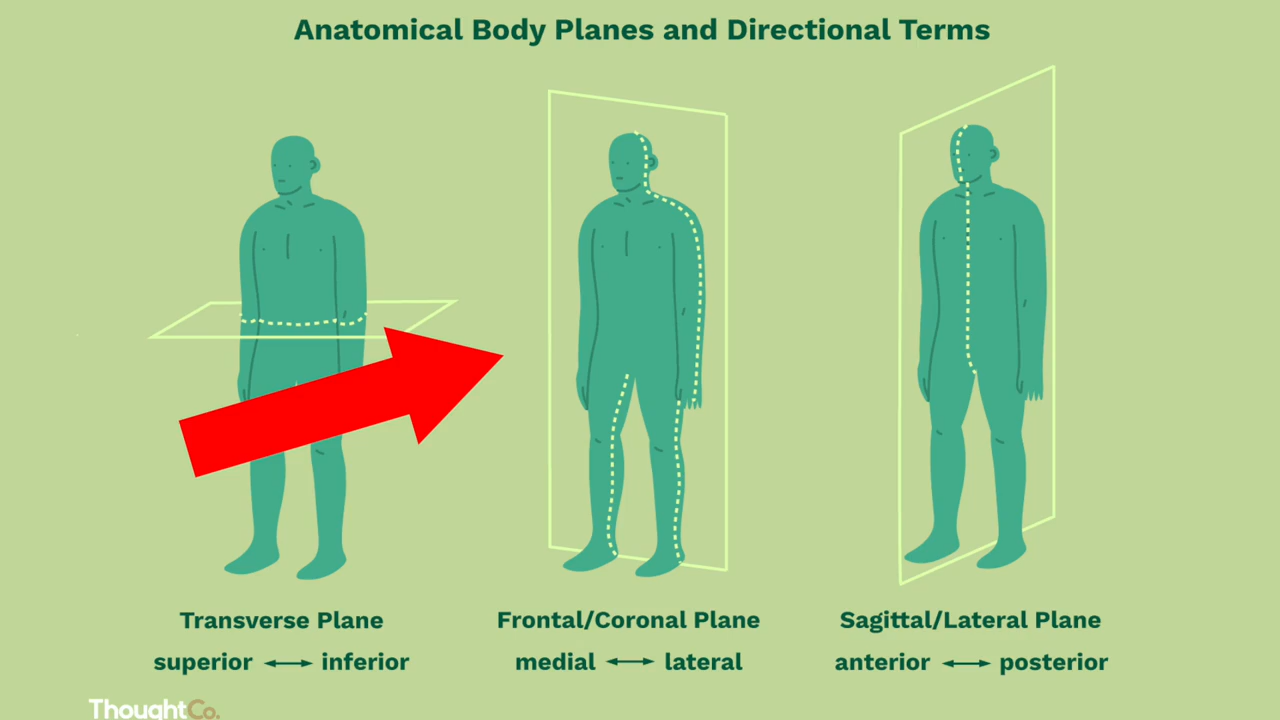 Anatomical Body Planes and Directional Terms
Transverse Plane
superior ↔ inferior
Frontal/Coronal Plane
medial ↔ lateral
Sagittal/Lateral Plane
anterior ↔ posterior
ThoughtCo.